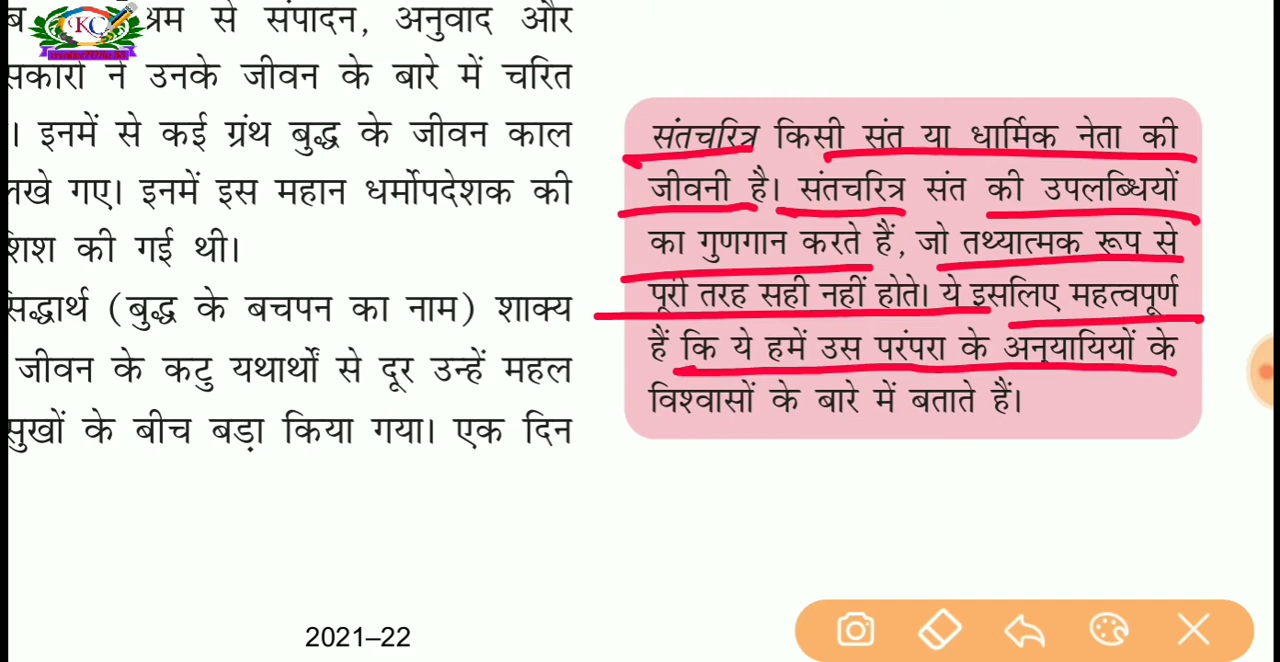 श्रम से संपादन, अनुवाद और
उनके जीवन के बारे में चरित
। इनमें से कई ग्रंथ बुद्ध के जीवन काल
गए। इनमें इस महान धर्मोपदेशक की
की गई थी।
सिद्धार्थ (बुद्ध के बचपन का नाम) शाक्य
जीवन के कटु यथार्थों से दूर उन्हें महल
सुखों के बीच बड़ा किया गया। एक दिन
संतचरित्र किसी संत या धार्मिक नेता की
जीवनी है। संतचरित्र संत की उपलब्धियों
का गुणगान करते हैं, जो तथ्यात्मक रूप से
पूरी तरह सही नहीं होते। ये इसलिए महत्वपूर्ण
हैं कि ये हमें उस परंपरा के अनुयायियों के
विश्वासों के बारे में बताते हैं।
2021–22
KC